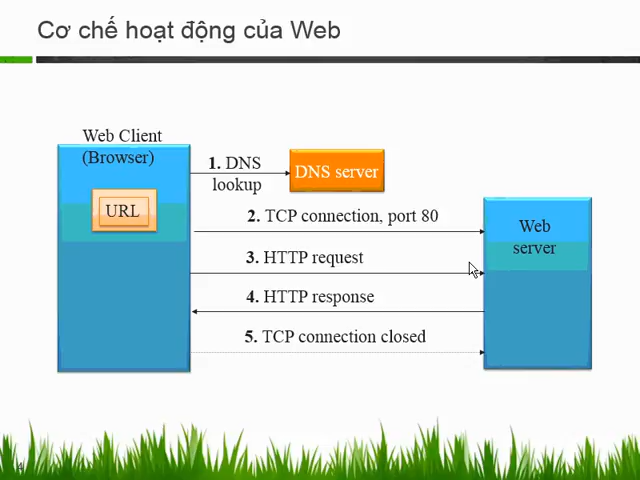 Cơ chế hoạt động của Web
Web Client
(Browser)
URL
1. DNS
lookup
DNS server
2. TCP connection, port 80
Web
server
3. HTTP request
4. HTTP response
5. TCP connection closed
4